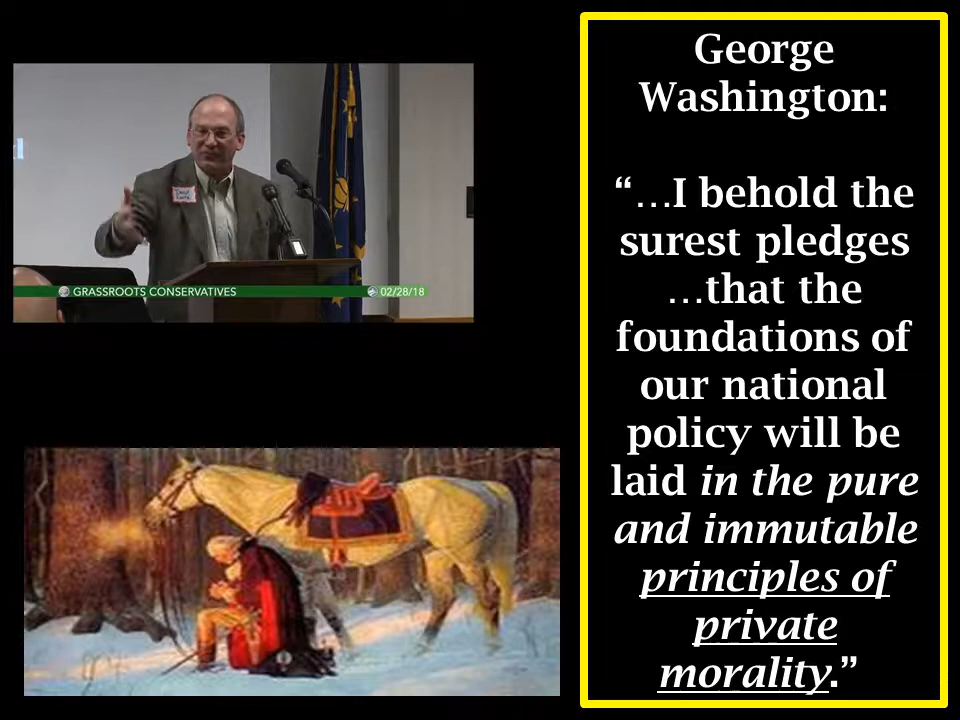 GRASSROOTS CONSERVATIVES
02/28/18
George
Washington:
“…I behold the
surest pledges
…that the
foundations of
our national
policy will be
laid in the pure
and immutable
principles of
private
morality.”